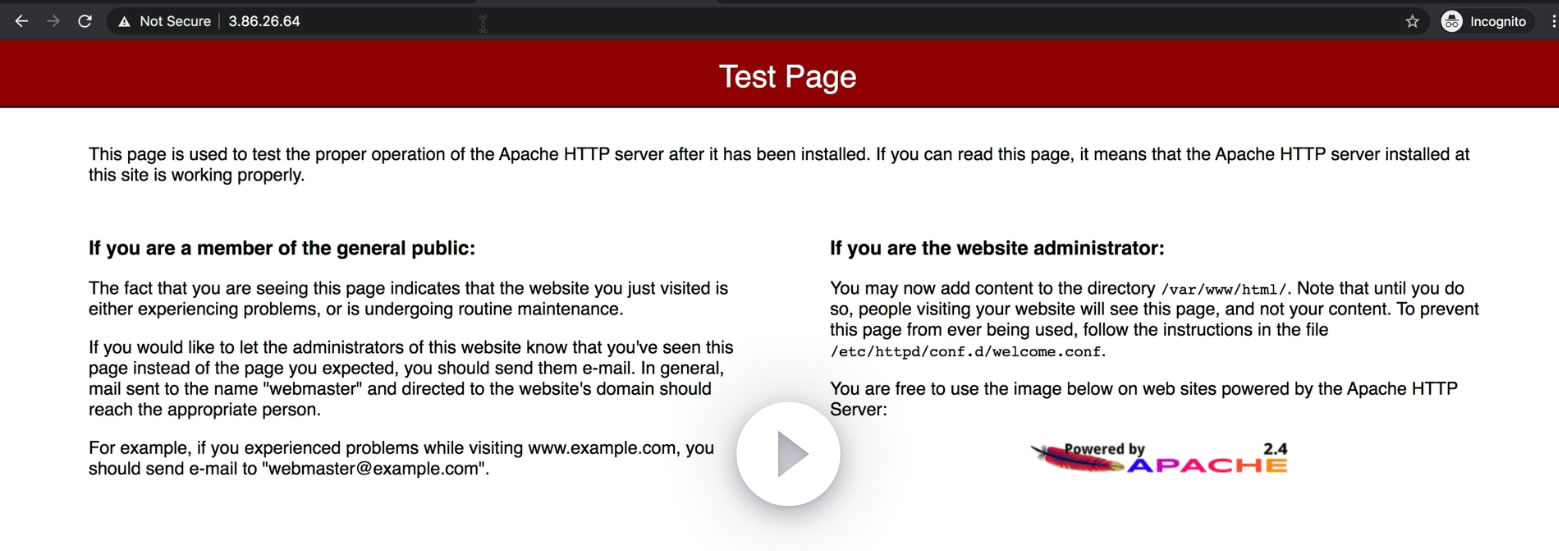 Not Secure
3.86.26.64
Incognito
Test Page
This page is used to test the proper operation of the Apache HTTP server after it has been installed. If you can read this page, it means that the Apache HTTP server installed at
this site is working properly.
If you are a member of the general public:
The fact that you are seeing this page indicates that the website you just visited is
either experiencing problems, or is undergoing routine maintenance.
If you would like to let the administrators of this website know that you've seen this
page instead of the page you expected, you should send them e-mail. In general,
mail sent to the name "webmaster" and directed to the website's domain should
reach the appropriate person.
For example, if you experienced problems while visiting www.example.com, you
should send e-mail to "webmaster@example.com".
If you are the website administrator:
You may now add content to the directory /var/www/html/. Note that until you do
so, people visiting your website will see this page, and not your content. To prevent
this page from ever being used, follow the instructions in the file
/etc/httpd/conf.d/welcome.conf.
You are free to use the image below on web sites powered by the Apache HTTP
Server:
Powered by 2.4
APACHE